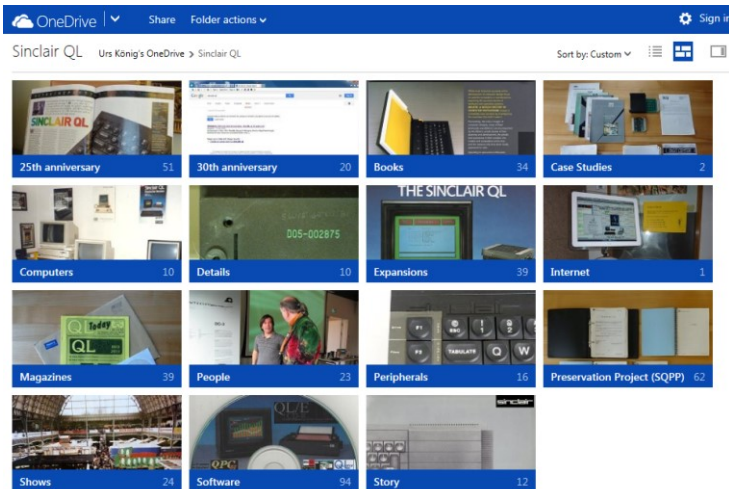 OneDrive Share Folder actions Sign in
Sinclair QL Urs König's OneDrive > Sinclair QL Sort by: Custom
SINCLAIR QL
25th anniversary 51
30th anniversary 20
Books 34
Case Studies 2
D05-002875
THE SINCLAIR QL
Computers 10
Details 10
Expansions 39
Internet 1
QL Today
QL
F1 ESC
F2 TABULATE Q W
Magazines 39
People 23
Peripherals 16
Preservation Project (SQPP) 62
QL/E
QPC
sinclair
Shows 24
Software 94
Story 12